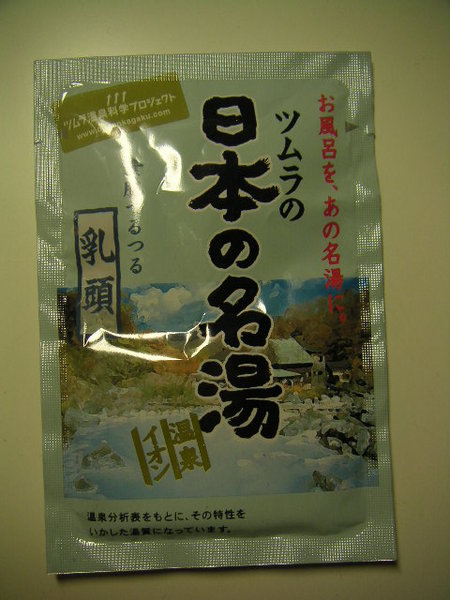 お風呂を、あの名湯に。
ツムラの
日本の名湯
ツムラ温泉科学プロジェクト
つるつる
乳頭
温泉
イオン
温泉分析表をもとに、その特性を
いかした温質になっています。